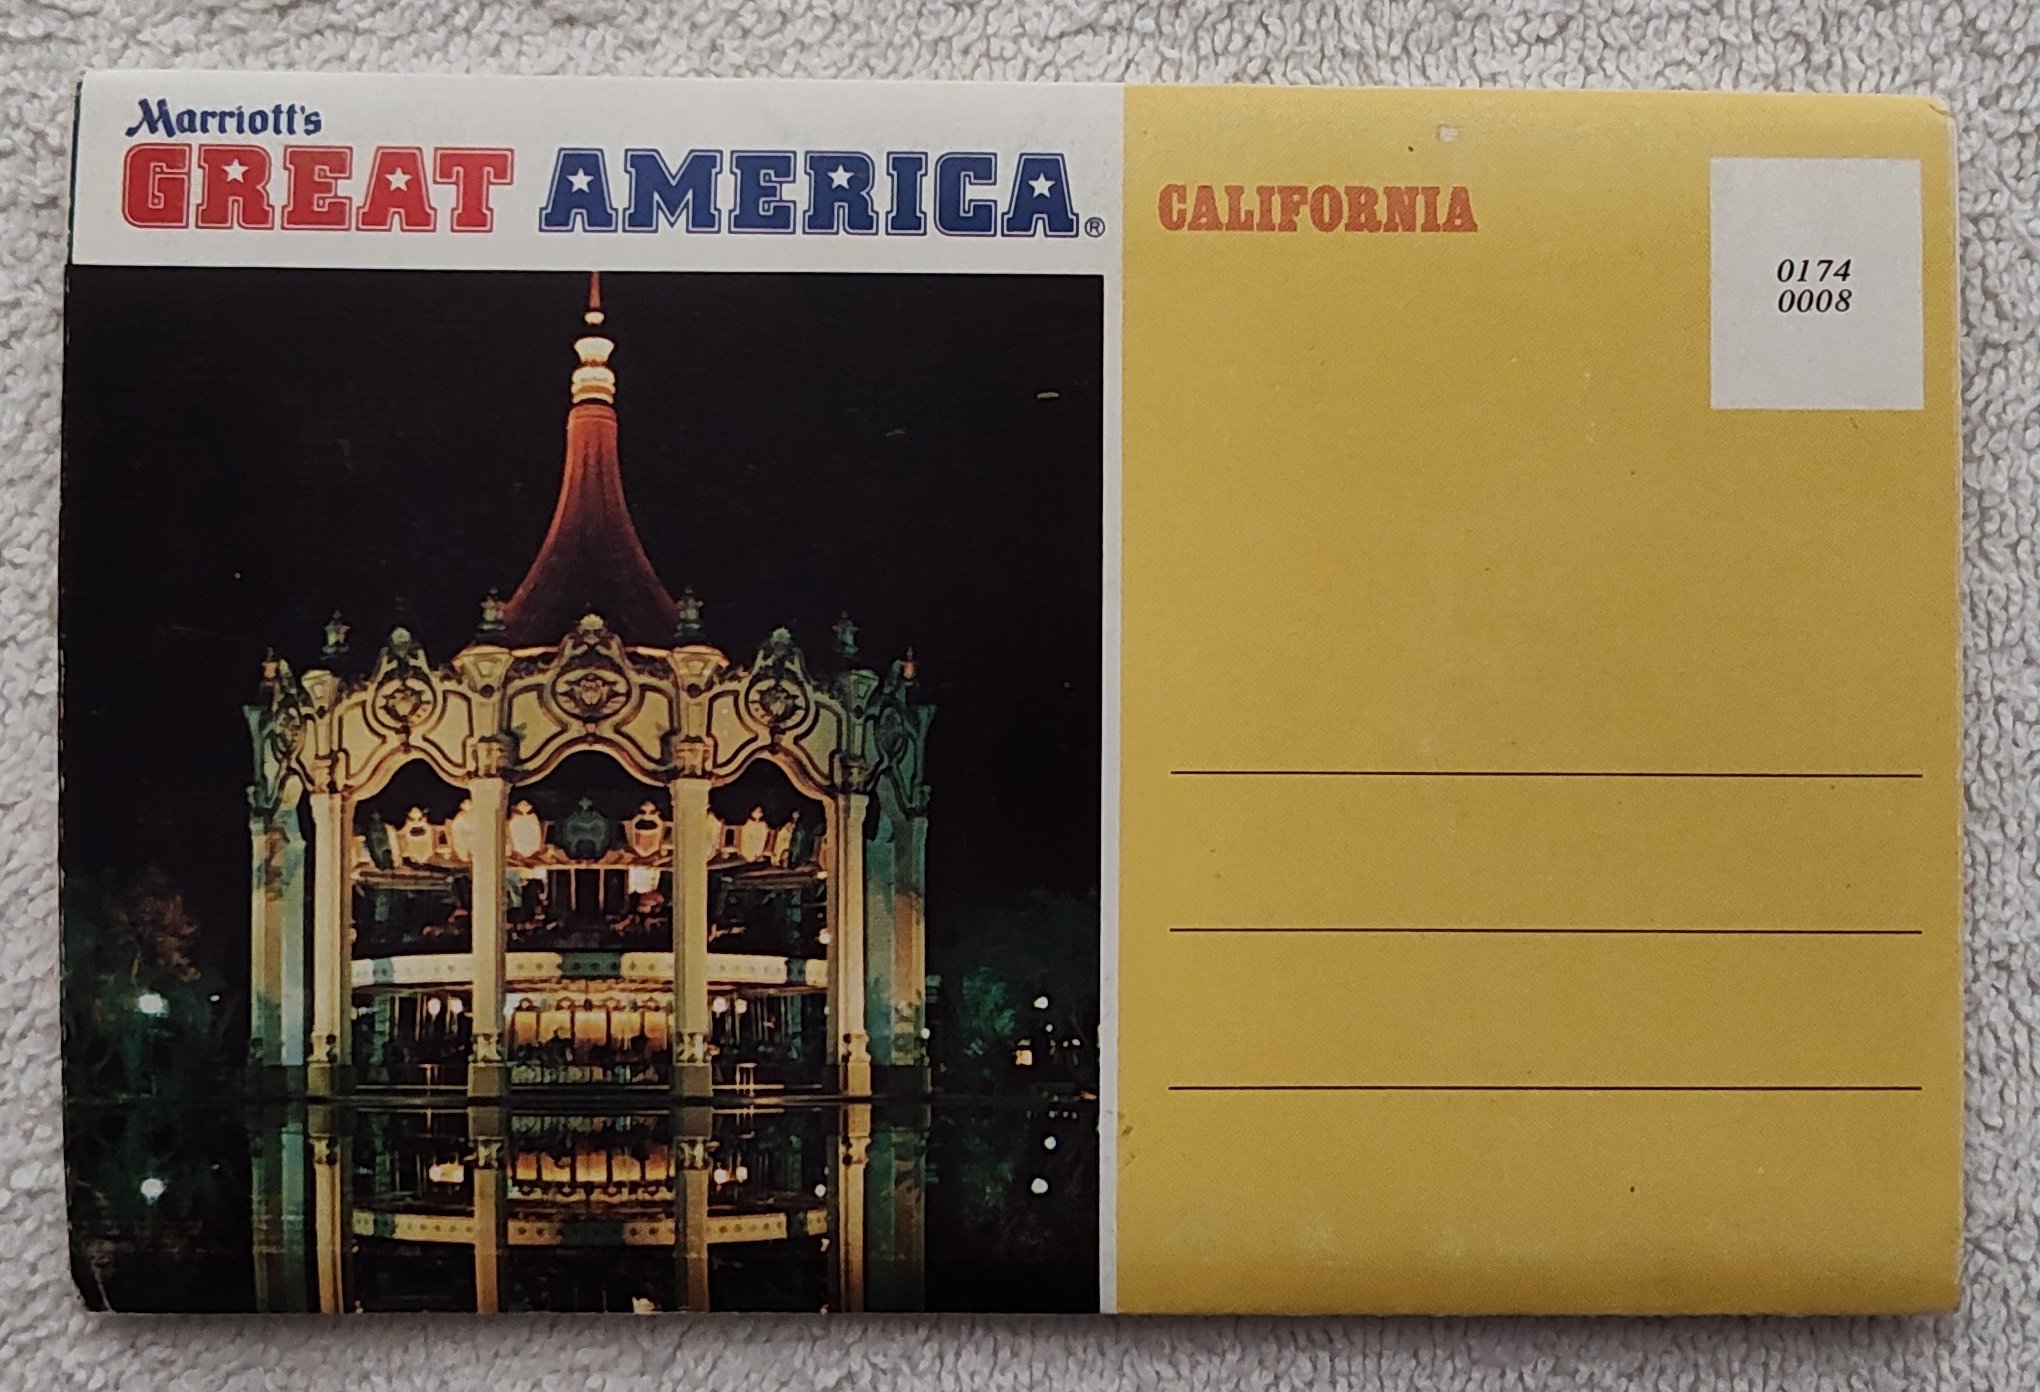 Marriott's
GREAT AMERICA®
CALIFORNIA
0174
0008